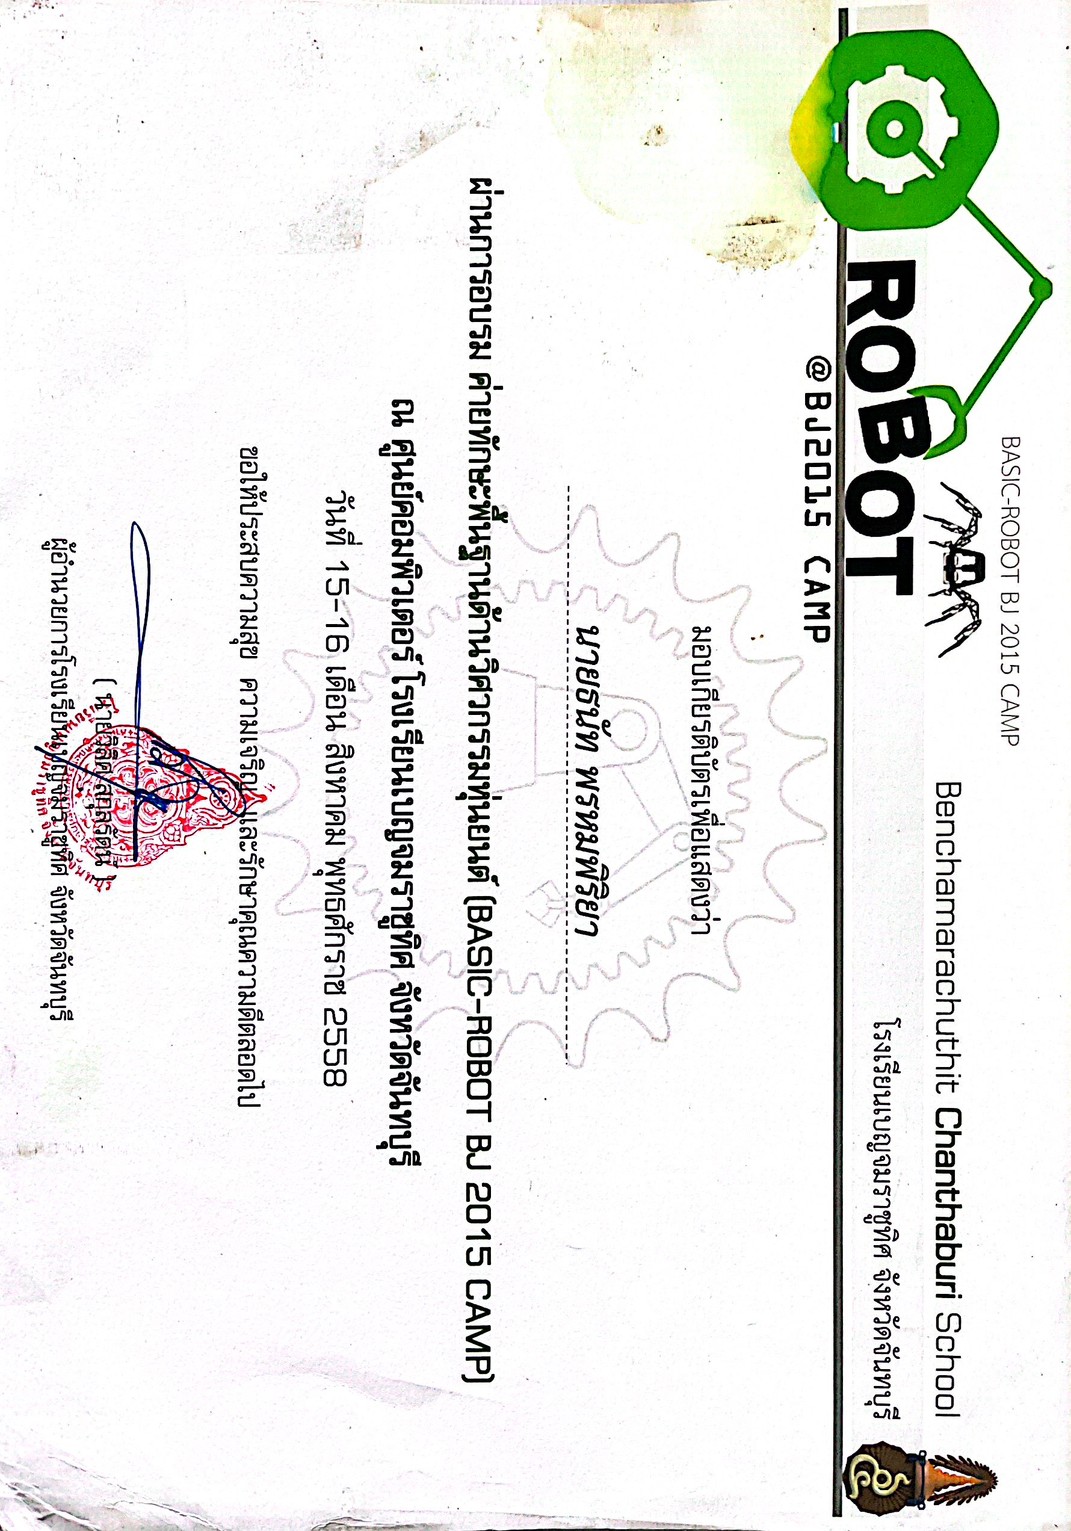 BASIC-ROBOT BJ 2015 CAMP
ROBOT
@BJ2015 CAMP
Benchamarachuthit Chanthaburi School
โรงเรียนเบญจมราชูทิศ จังหวัดจันทบุรี
มอบเกียรติบัตรเพื่อแสดงว่า
นายธนัท พรหมพิริยา
ผ่านการอบรม ค่ายทักษะพื้นฐานด้านวิศวกรรมหุ่นยนต์ (BASIC-ROBOT BJ 2015 CAMP)
ณ ศูนย์คอมพิวเตอร์ โรงเรียนเบญจมราชูทิศ จังหวัดจันทบุรี
วันที่ 15-16 เดือน สิงหาคม พุทธศักราช 2558
ขอให้ประสบความสุข ความเจริญ และรักษาคุณความดีตลอดไป
( นาย สกุลรัตน์ )
ผู้อำนวยการโรงเรียนเบญจมราชูทิศ จังหวัดจันทบุรี